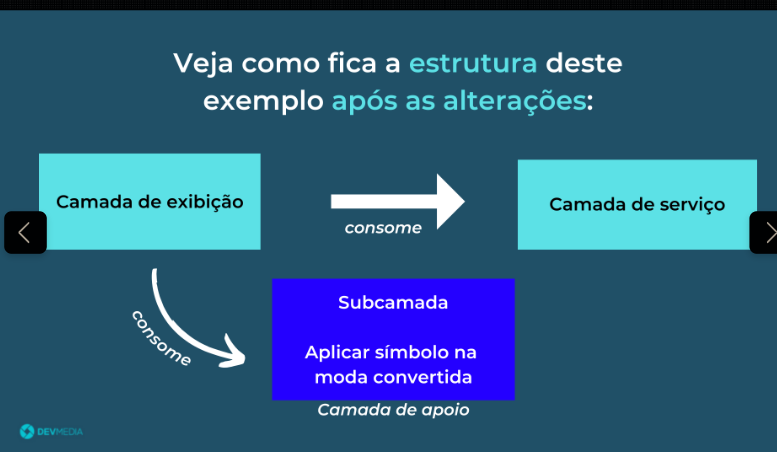 Veja como fica a estrutura deste
exemplo após as alterações:
Camada de exibição
consome
Camada de serviço
consome
Subcamada
Aplicar símbolo na
moda convertida
Camada de apoio
DEVMEDIA